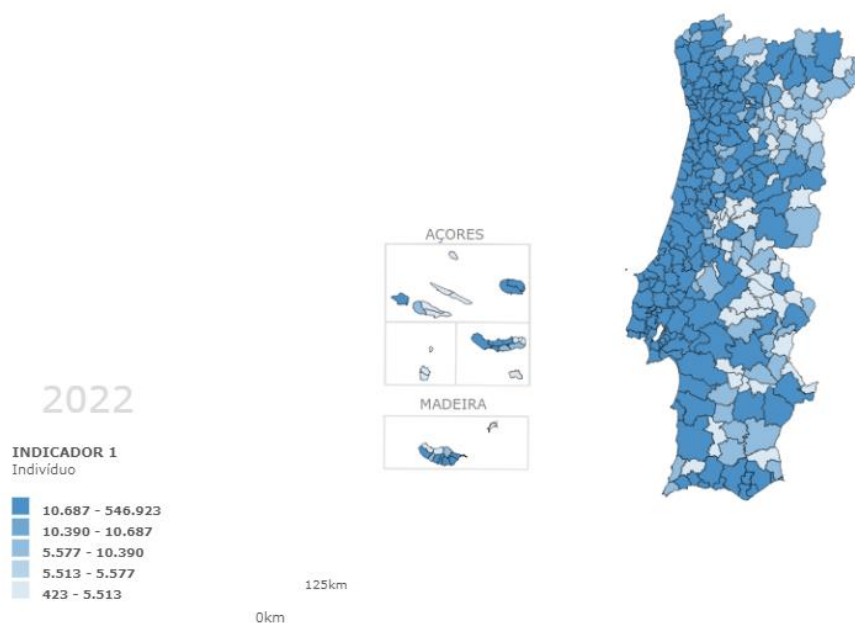 AÇORES
MADEIRA
2022
INDICADOR 1
Indivíduo
10.687 - 546.923
10.390 - 10.687
5.577 - 10.390
5.513 - 5.577
423 - 5.513
125km
0km